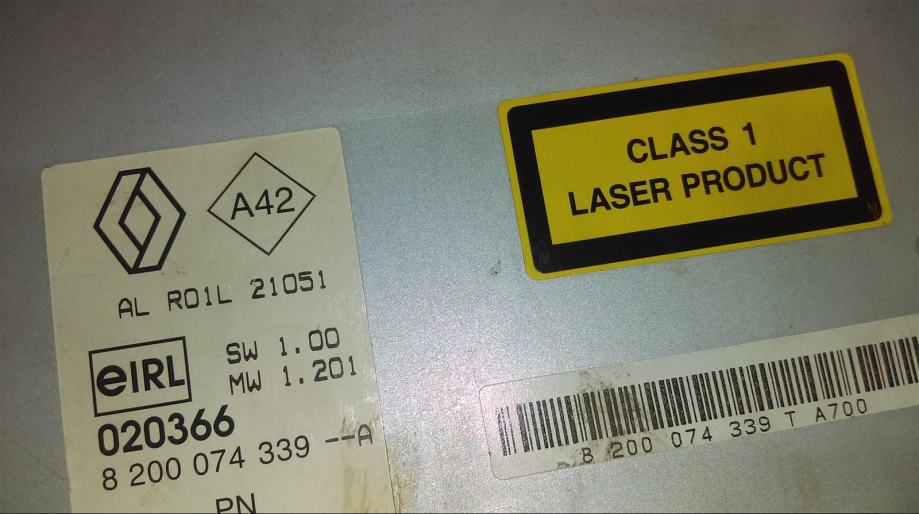 A42
AL R01L 21051
eIRL
SW 1.00
MW 1.201
020366
8 200 074 339 --A
PN
CLASS 1
LASER PRODUCT
8 200 074 339 T A700